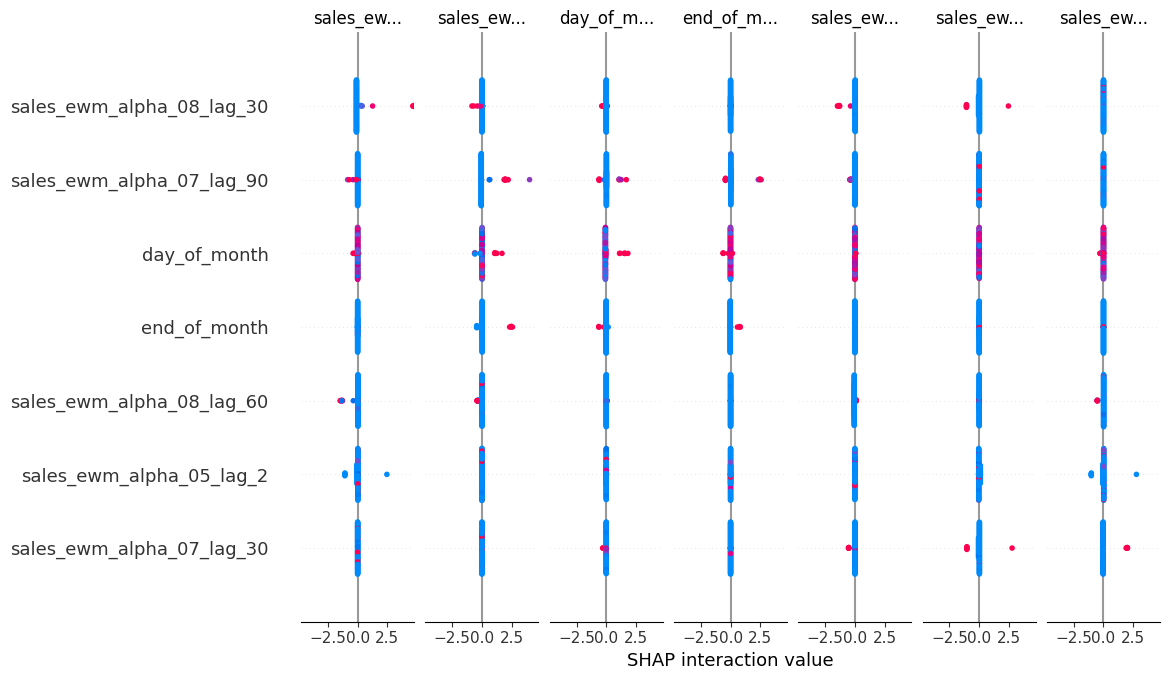 sales_ew... sales_ew... day_of_m... end_of_m... sales_ew... sales_ew... sales_ew...
sales_ewm_alpha_08_lag_30
sales_ewm_alpha_07_lag_90
day_of_month
end_of_month
sales_ewm_alpha_08_lag_60
sales_ewm_alpha_05_lag_2
sales_ewm_alpha_07_lag_30
−2.50.0 2.5 −2.50.0 2.5 −2.50.0 2.5 −2.50.0 2.5 −2.50.0 2.5 −2.50.0 2.5 −2.50.0 2.5
SHAP interaction value